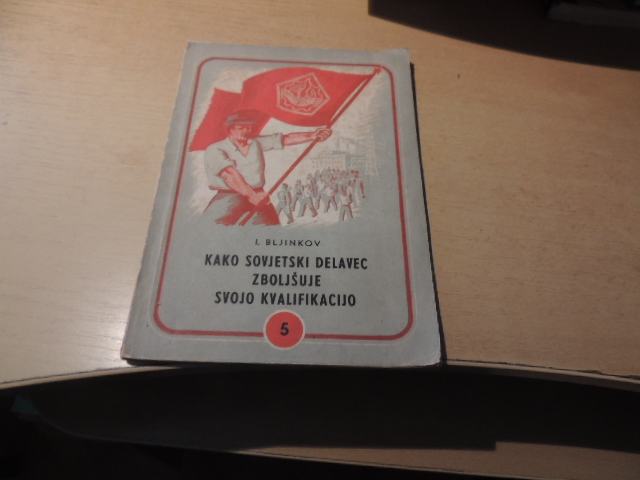 I. BLJINKOV
KAKO SOVJETSKI DELAVEC
ZBOLJŠUJE
SVOJO KVALIFIKACIJO
5